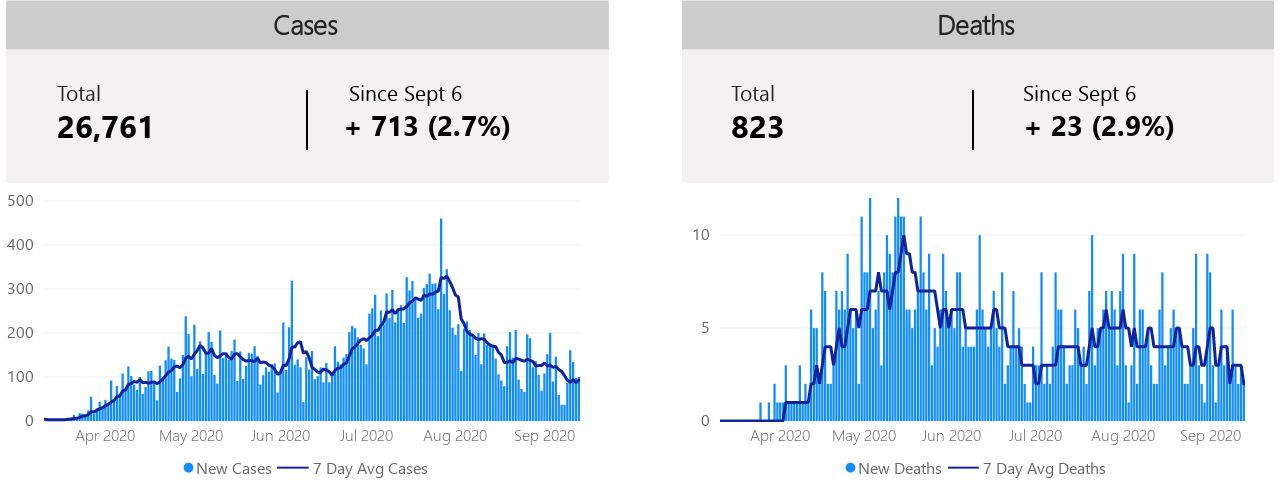 Cases
Total
26,761
Since Sept 6
+ 713 (2.7%)
500
400
300
200
100
0
Apr 2020 May 2020 Jun 2020 Jul 2020 Aug 2020 Sep 2020
New Cases 7 Day Avg Cases
Deaths
Total
823
Since Sept 6
+ 23 (2.9%)
10
5
0
Apr 2020 May 2020 Jun 2020 Jul 2020 Aug 2020 Sep 2020
New Deaths 7 Day Avg Deaths